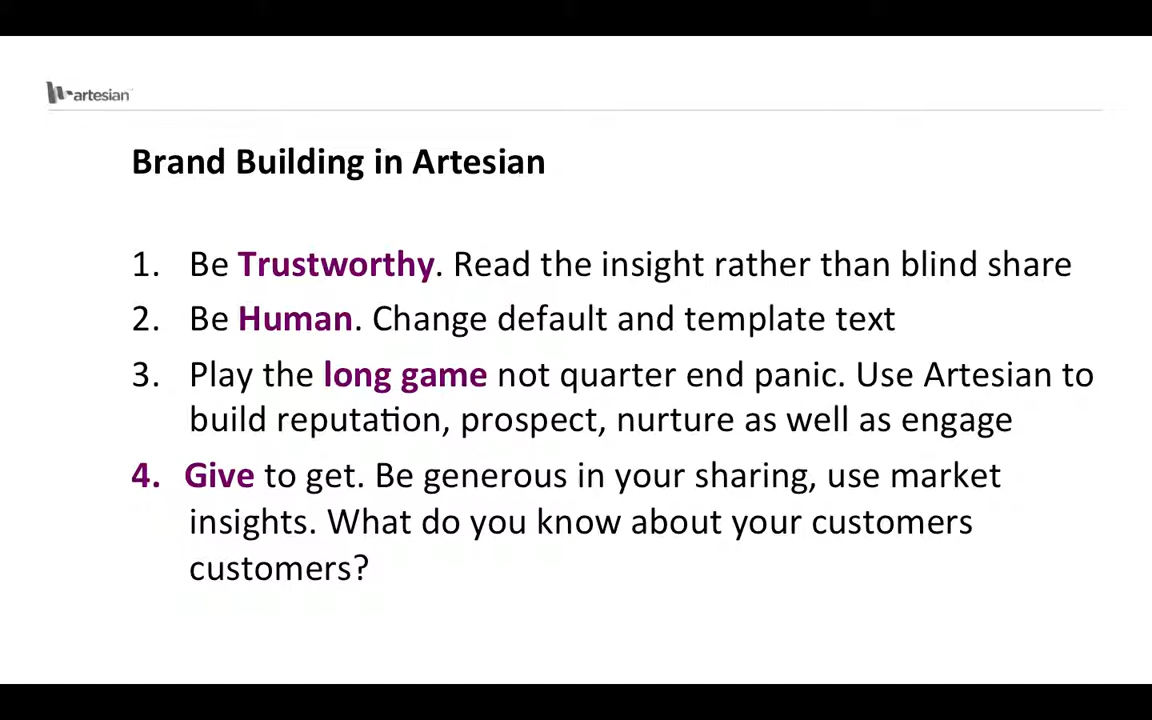 artesian
Brand Building in Artesian
1. Be Trustworthy. Read the insight rather than blind share
2. Be Human. Change default and template text
3. Play the long game not quarter end panic. Use Artesian to
build reputation, prospect, nurture as well as engage
4. Give to get. Be generous in your sharing, use market
insights. What do you know about your customers
customers?